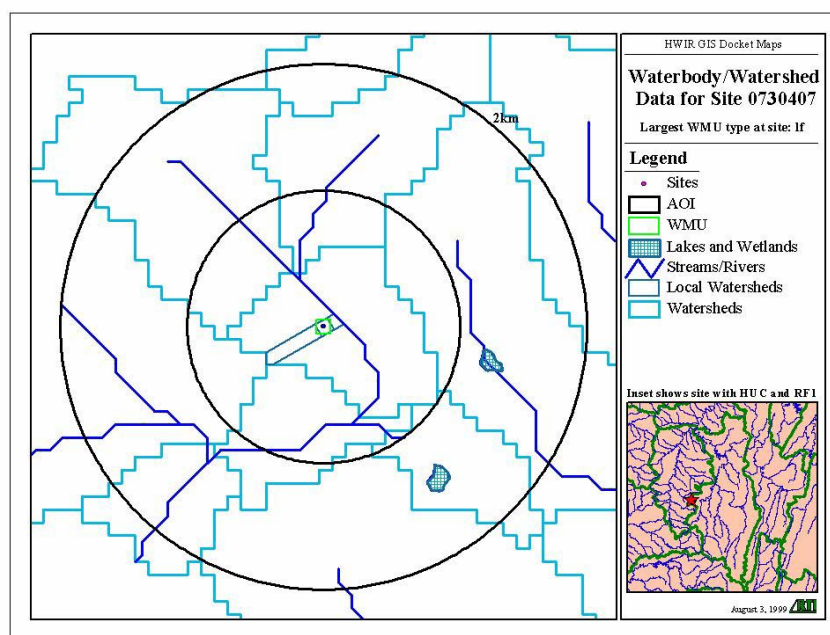 2km
HWIR GIS Docket Maps
Waterbody/Watershed
Data for Site 0730407
Largest WMU type at site: lf
Legend
Sites
AOI
WMU
Lakes and Wetlands
Streams/Rivers
Local Watersheds
Watersheds
Inset shows site with HUC and RF1
August 3, 1999
RTI